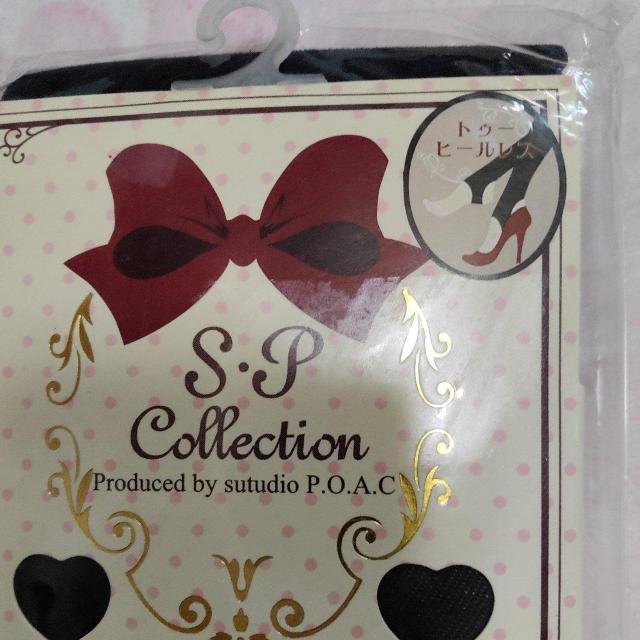 トゥー
ヒールレス
S·P
Collection
Produced by sutudio P.O.A.C